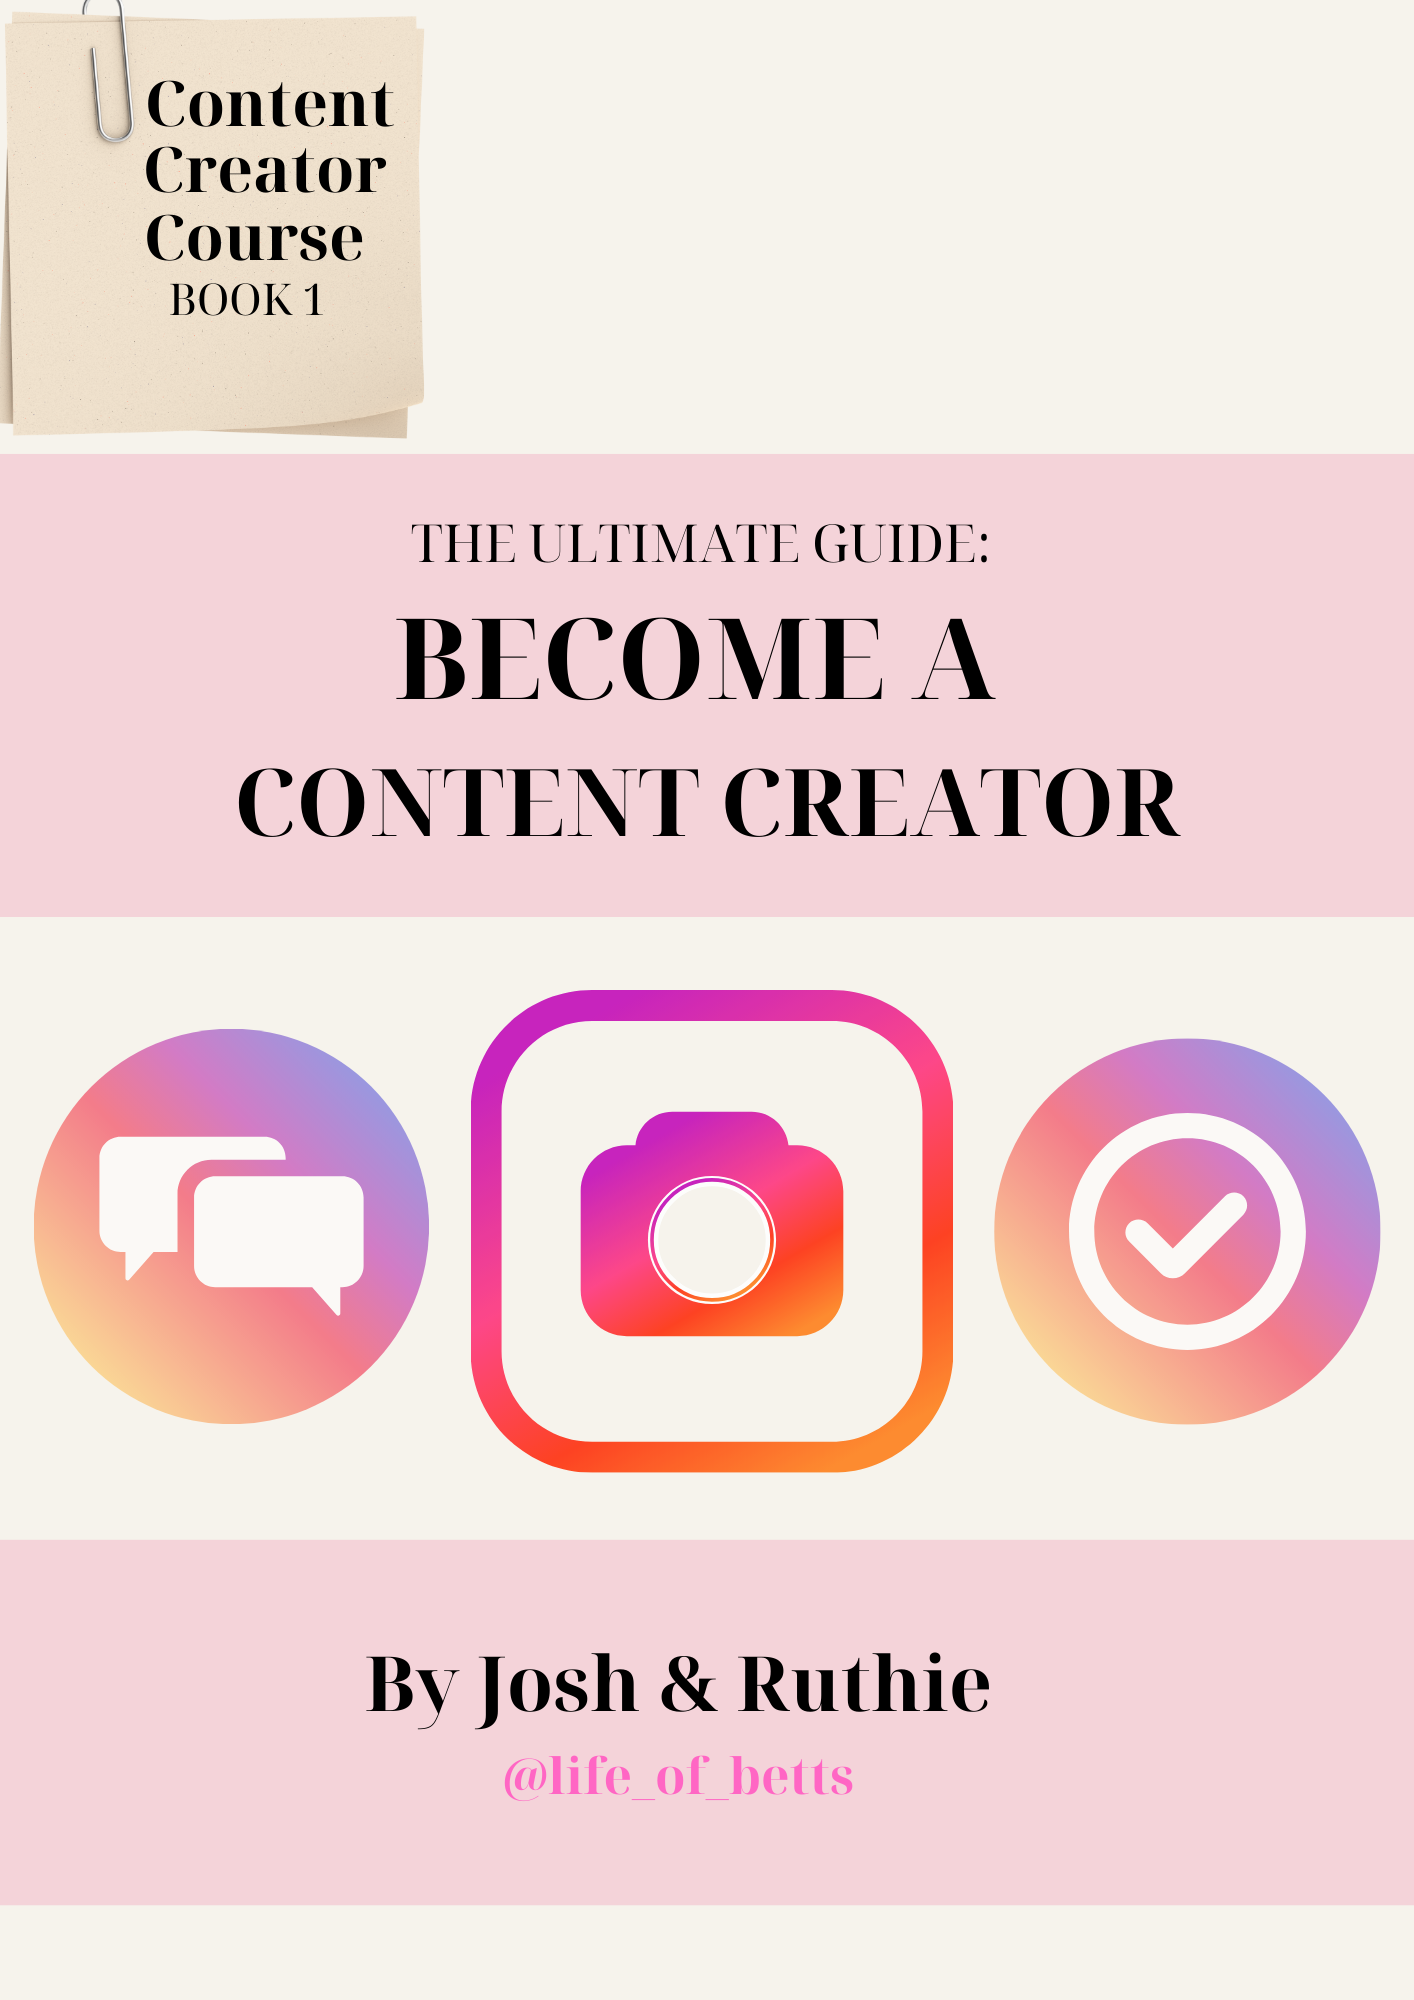 Content
Creator
Course
BOOK 1
THE ULTIMATE GUIDE:
BECOME A
CONTENT CREATOR
By Josh & Ruthie
@life_of_betts